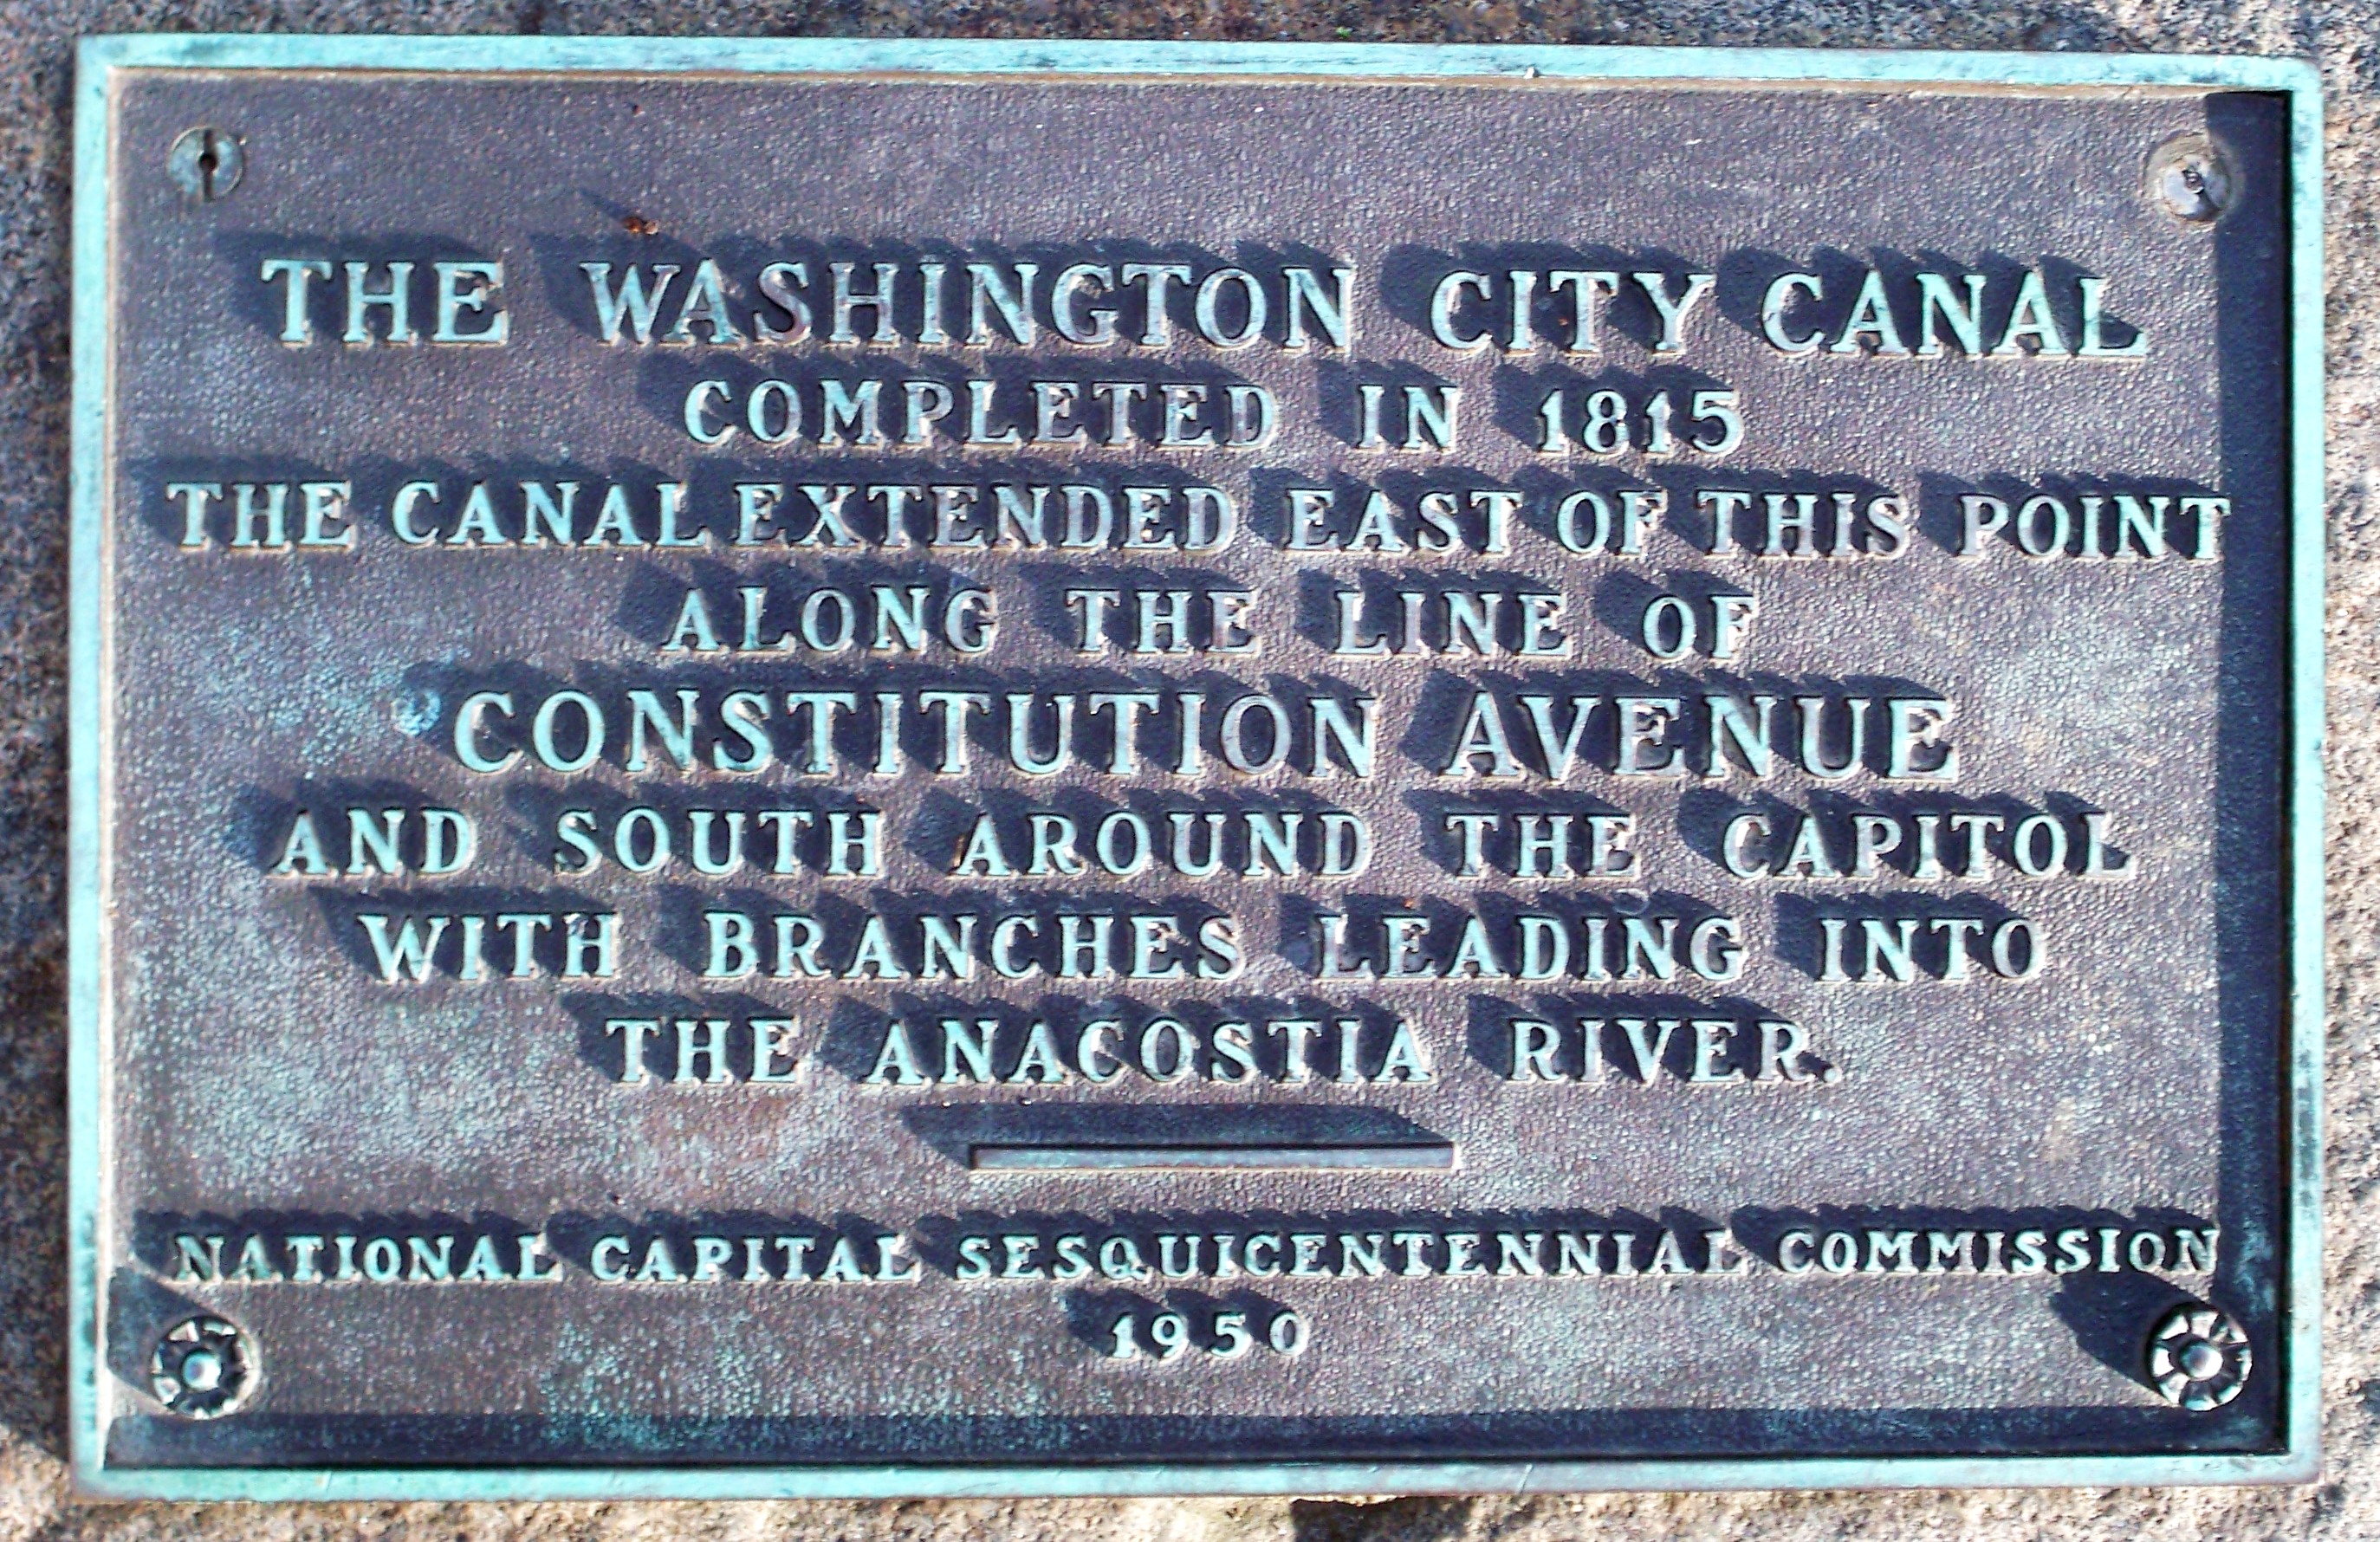 THE WASHINGTON CITY CANAL
COMPLETED IN 1815
THE CANAL EXTENDED EAST OF THIS POINT
ALONG THE LINE OF
CONSTITUTION AVENUE
AND SOUTH AROUND THE CAPITOL
WITH BRANCHES LEADING INTO
THE ANACOSTIA RIVER.
NATIONAL CAPITAL SESQUICENTENNIAL COMMISSION
1950